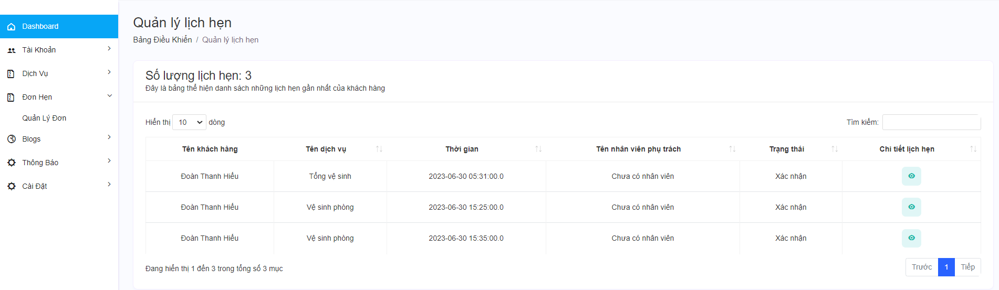 Dashboard
Tài Khoản
Dịch Vụ
Đơn Hẹn
Quản Lý Đơn
Blogs
Thông Báo
Cài Đặt
Quản lý lịch hẹn
Bảng Điều Khiển / Quản lý lịch hẹn
Số lượng lịch hẹn: 3
Đây là bảng thể hiện danh sách những lịch hẹn gần nhất của khách hàng
Hiển thị 10 dòng Tìm kiếm:
Tên khách hàng Tên dịch vụ Thời gian Tên nhân viên phụ trách Trạng thái Chi tiết lịch hẹn
Đoàn Thanh Hiếu Tổng vệ sinh 2023-06-30 05:31:00.0 Chưa có nhân viên Xác nhận
Đoàn Thanh Hiếu Vệ sinh phòng 2023-06-30 15:25:00.0 Chưa có nhân viên Xác nhận
Đoàn Thanh Hiếu Vệ sinh phòng 2023-06-30 15:35:00.0 Chưa có nhân viên Xác nhận
Đang hiển thị 1 đến 3 trong tổng số 3 mục Trước 1 Tiếp